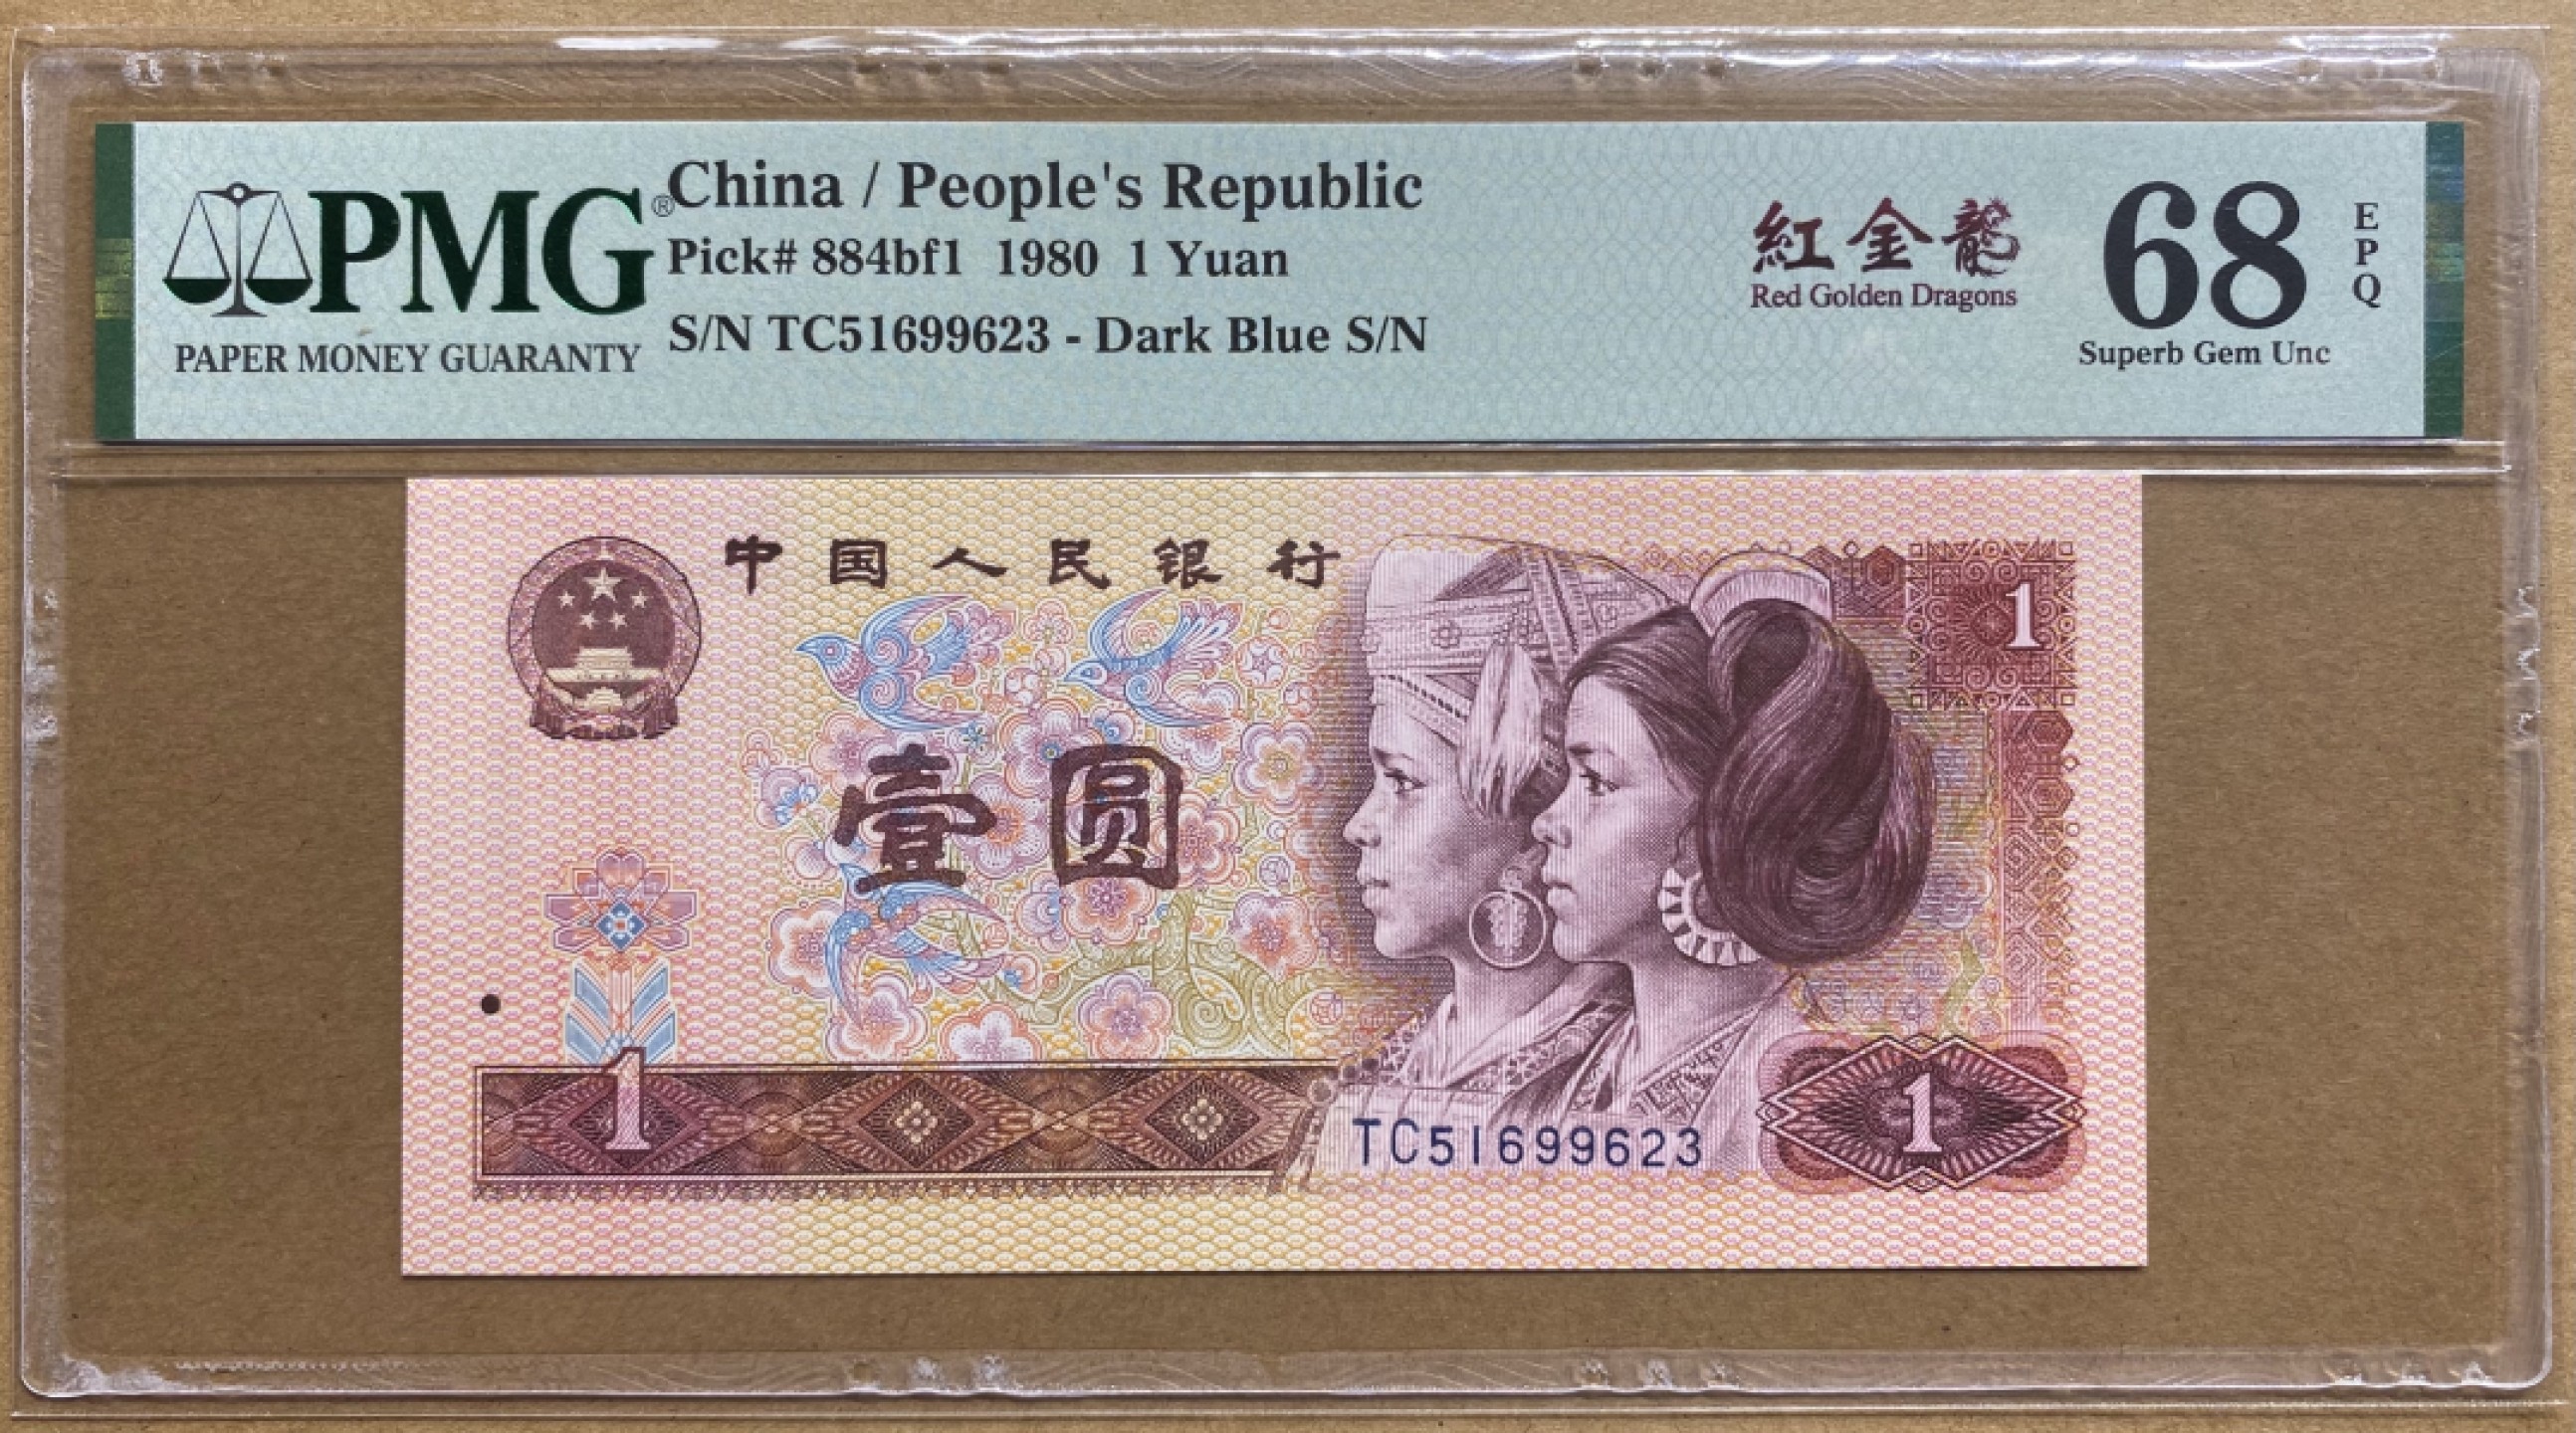 PMG®
PAPER MONEY GUARANTY
China / People's Republic
Pick# 884bf1 1980 1 Yuan
S/N TC51699623 - Dark Blue S/N
紅金龍
Red Golden Dragons
68
EPQ
Superb Gem Unc
中国人民银行
1
壹圆
1
TC51699623
1